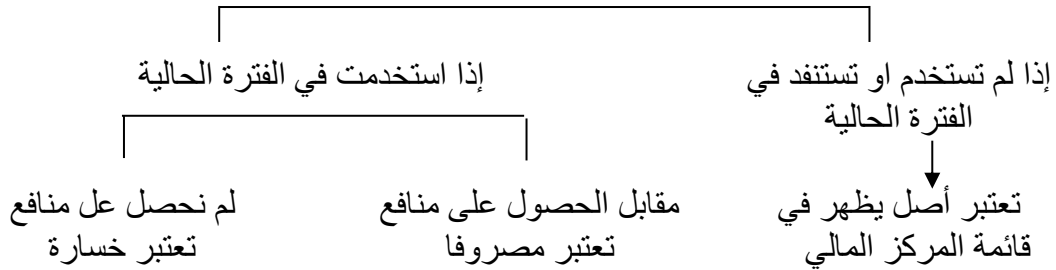 إذا لم تستخدم او تستنفد في
الفترة الحالية
إذا استخدمت في الفترة الحالية
تعتبر أصل يظهر في
قائمة المركز المالي
مقابل الحصول على منافع
تعتبر مصروفا
لم نحصل عل منافع
تعتبر خسارة